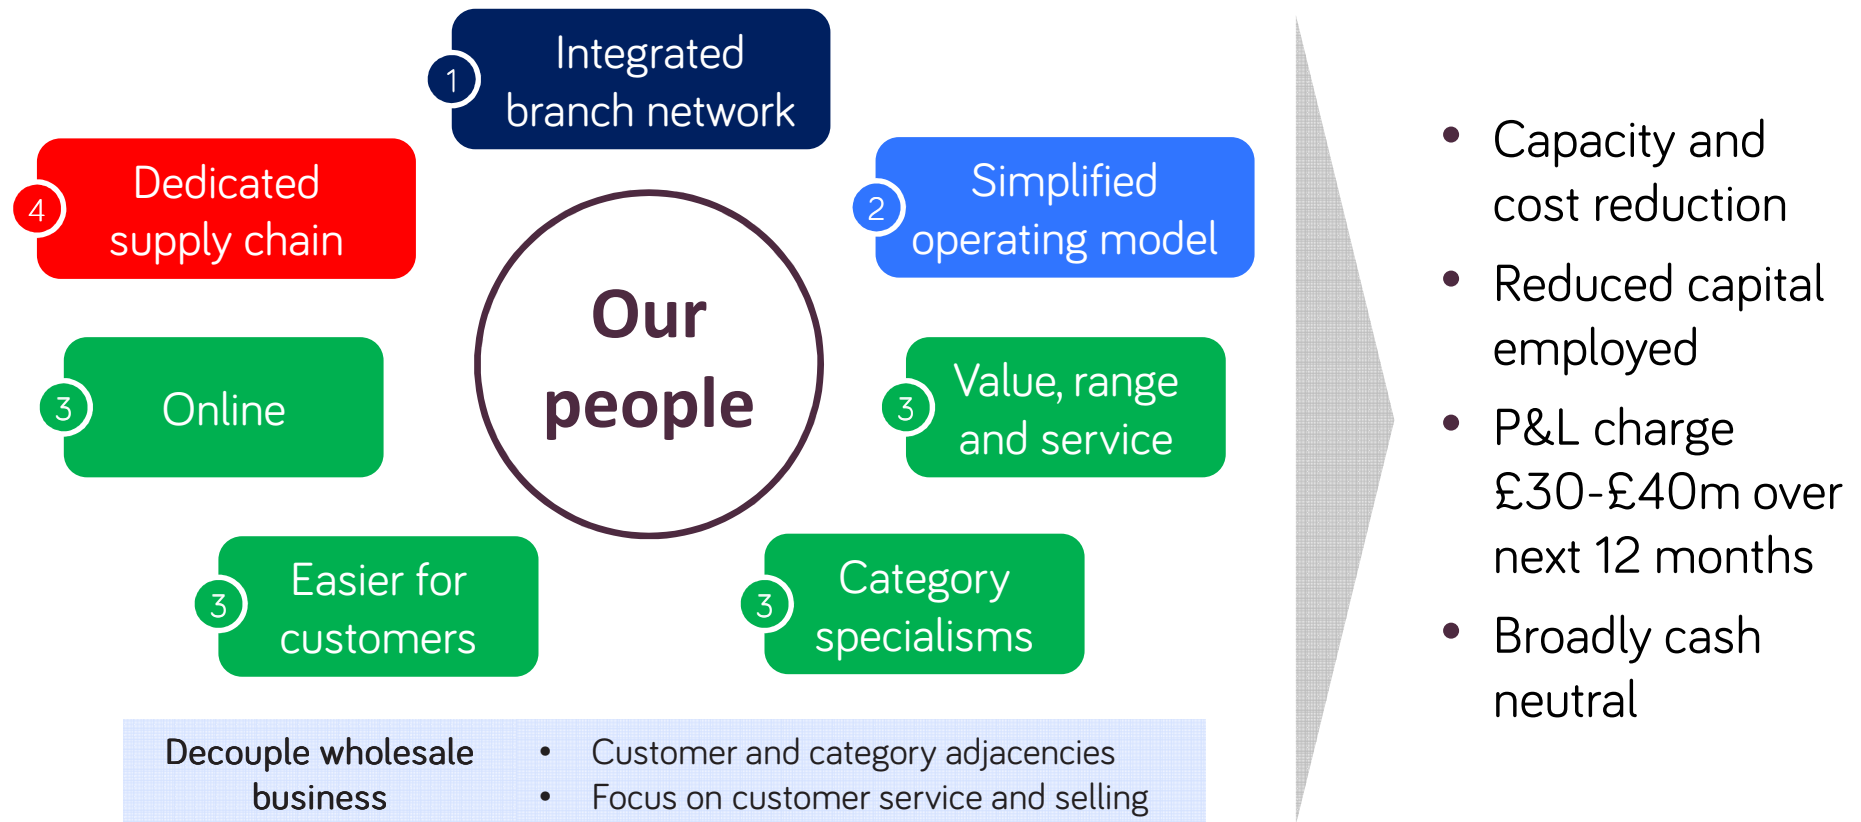 1
Integrated
branch network
4
Dedicated
supply chain
2
Simplified
operating model
Our
people
3
Online
3
Value, range
and service
3
Easier for
customers
3
Category
specialisms
Decouple wholesale
business
• Customer and category adjacencies
• Focus on customer service and selling
• Capacity and
cost reduction
• Reduced capital
employed
• P&L charge
£30-£40m over
next 12 months
• Broadly cash
neutral